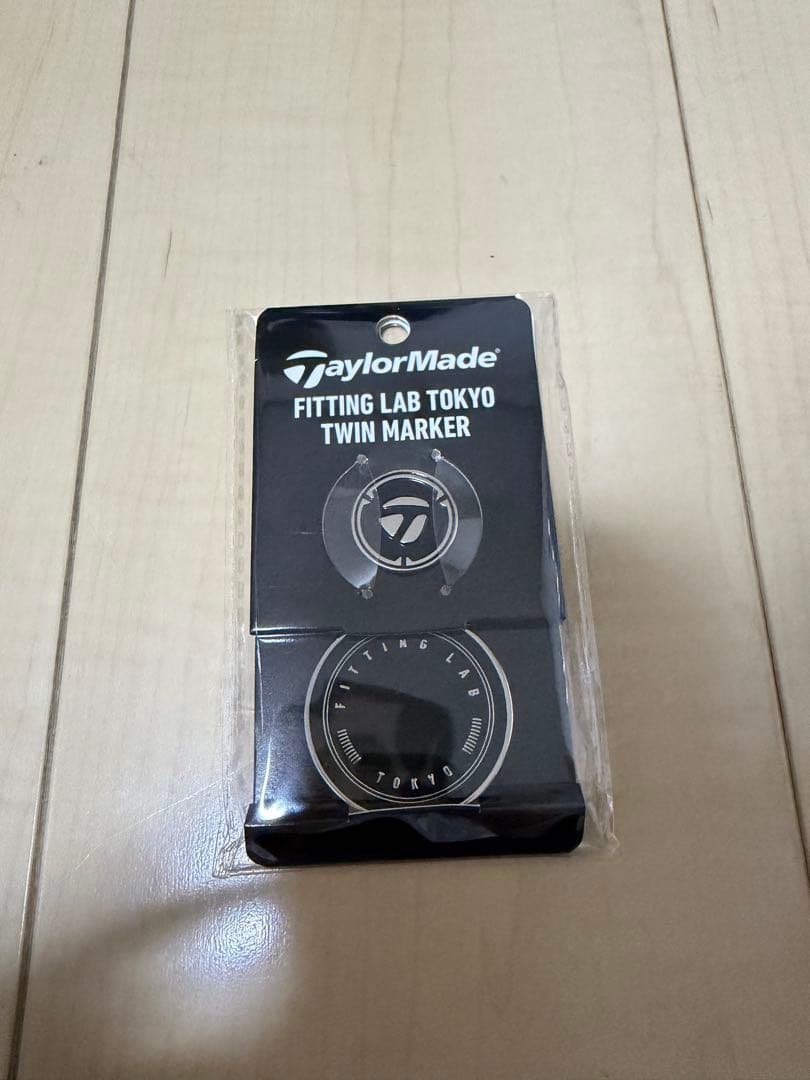 TaylorMade®
FITTING LAB TOKYO
TWIN MARKER
FITTING LAB
TOKYO